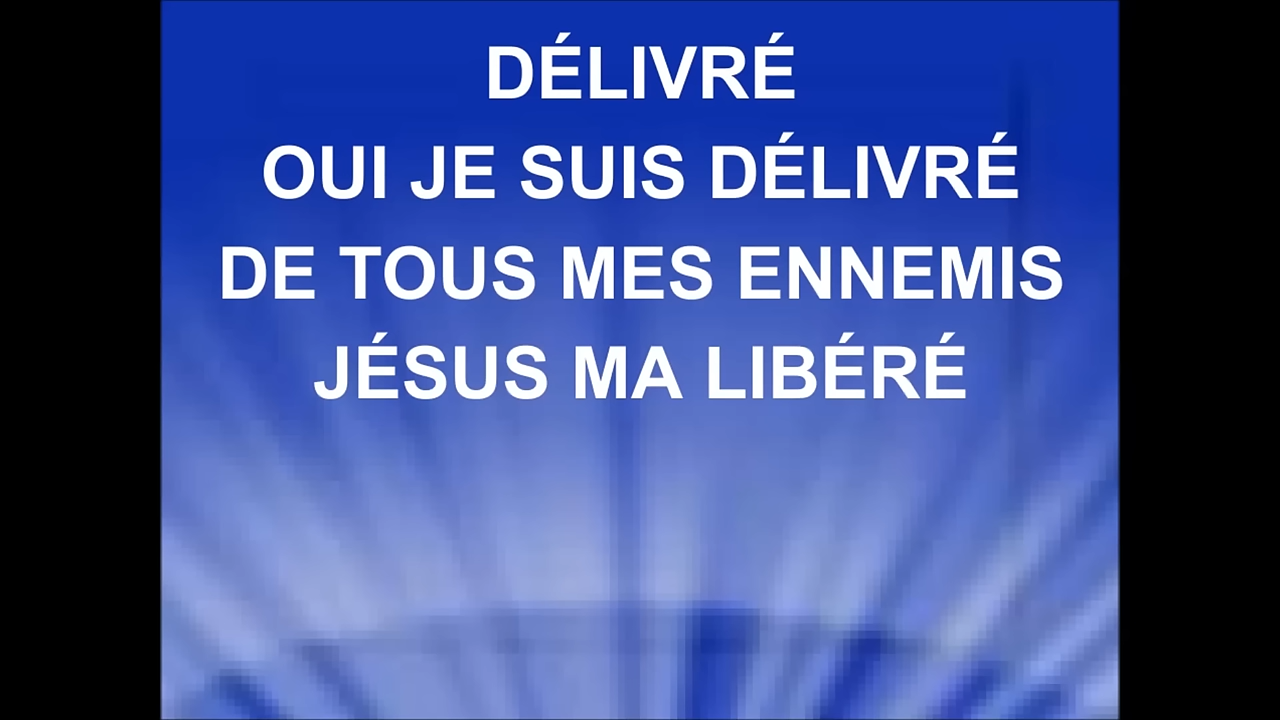 DÉLIVRÉ
OUI JE SUIS DÉLIVRÉ
DE TOUS MES ENNEMIS
JÉSUS MA LIBÉRÉ